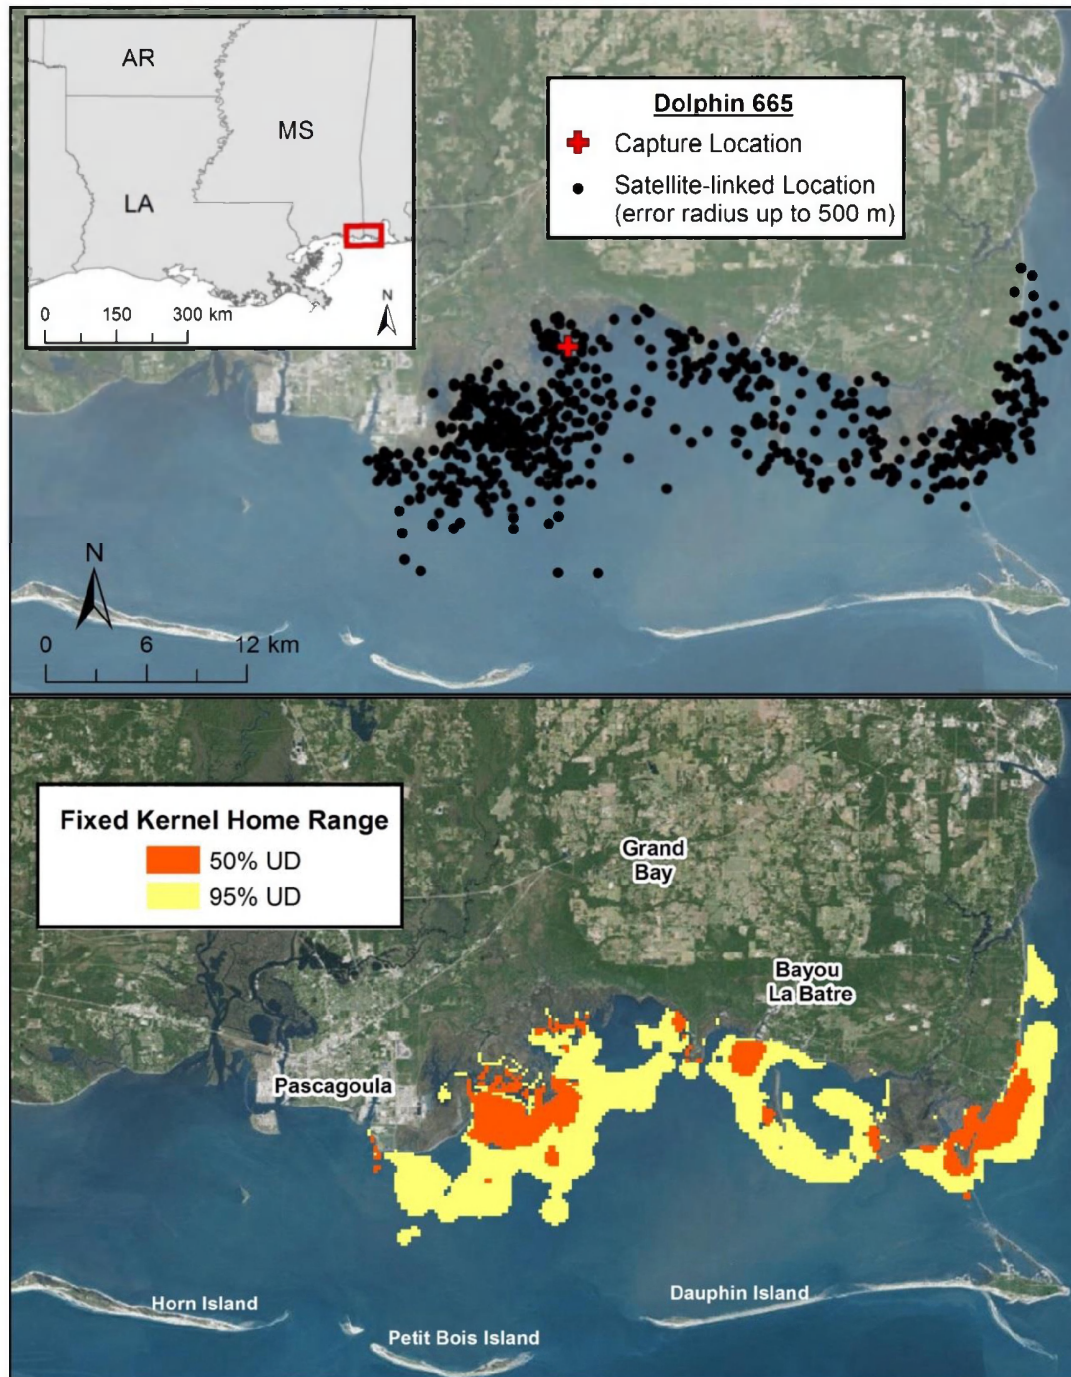 AR
MS
LA
0 150 300 km
N
Dolphin 665
Capture Location
Satellite-linked Location
(error radius up to 500 m)
N
0 6 12 km
Fixed Kernel Home Range
50% UD
95% UD
Grand
Bay
Bayou
La Batre
Pascagoula
Horn Island
Dauphin Island
Petit Bois Island